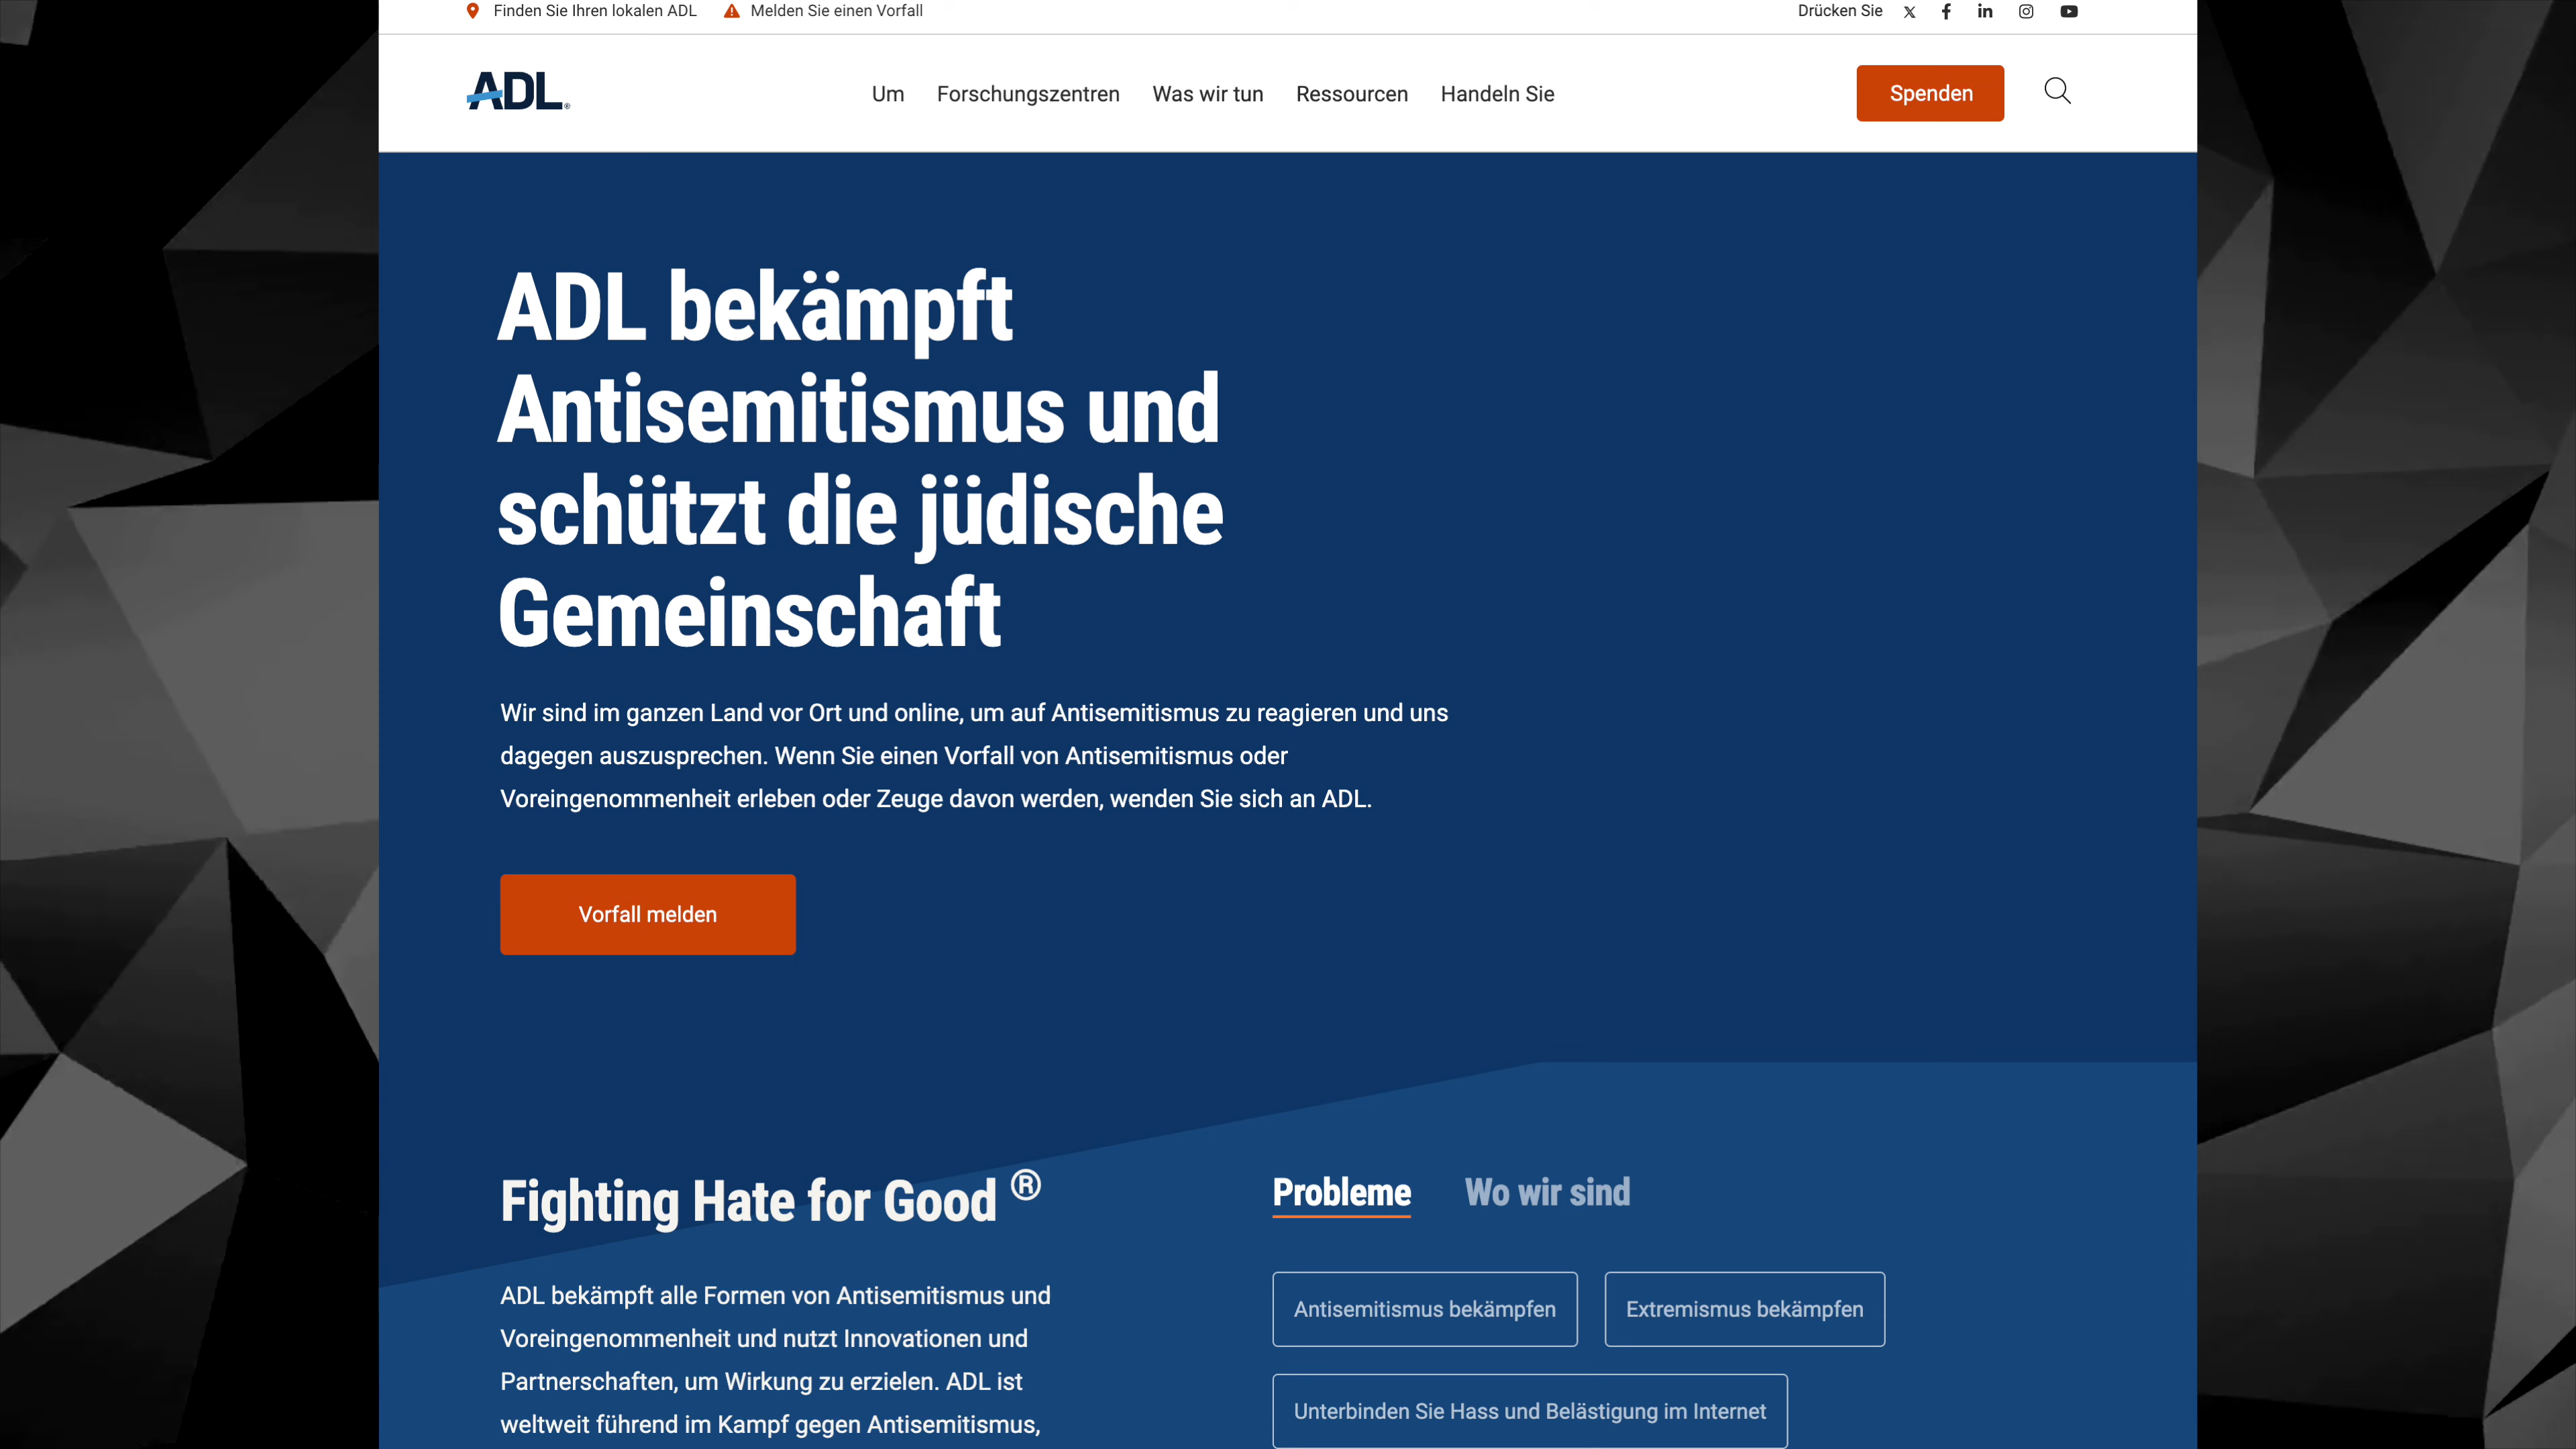 Finden Sie Ihren lokalen ADL
Melden Sie einen Vorfall
Drücken Sie
ADL®
Um
Forschungszentren
Was wir tun
Ressourcen
Handeln Sie
Spenden
ADL bekämpft
Antisemitismus und
schützt die jüdische
Gemeinschaft
Wir sind im ganzen Land vor Ort und online, um auf Antisemitismus zu reagieren und uns
dagegen auszusprechen. Wenn Sie einen Vorfall von Antisemitismus oder
Voreingenommenheit erleben oder Zeuge davon werden, wenden Sie sich an ADL.
Vorfall melden
Fighting Hate for Good ®
ADL bekämpft alle Formen von Antisemitismus und
Voreingenommenheit und nutzt Innovationen und
Partnerschaften, um Wirkung zu erzielen. ADL ist
weltweit führend im Kampf gegen Antisemitismus,
Probleme
Wo wir sind
Antisemitismus bekämpfen
Extremismus bekämpfen
Unterbinden Sie Hass und Belästigung im Internet